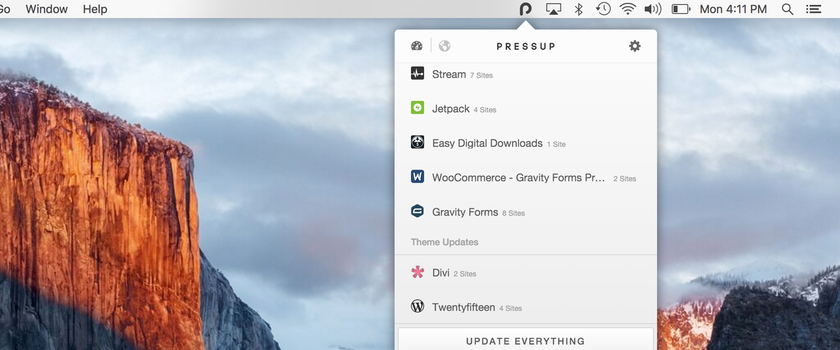 Go Window Help Mon 4:11 PM
PRESSUP
Stream 7 Sites
Jetpack 4 Sites
Easy Digital Downloads 1 Site
WooCommerce - Gravity Forms Pr... 2 Sites
Gravity Forms 8 Sites
Theme Updates
Divi 2 Sites
Twentyfifteen 4 Sites
UPDATE EVERYTHING